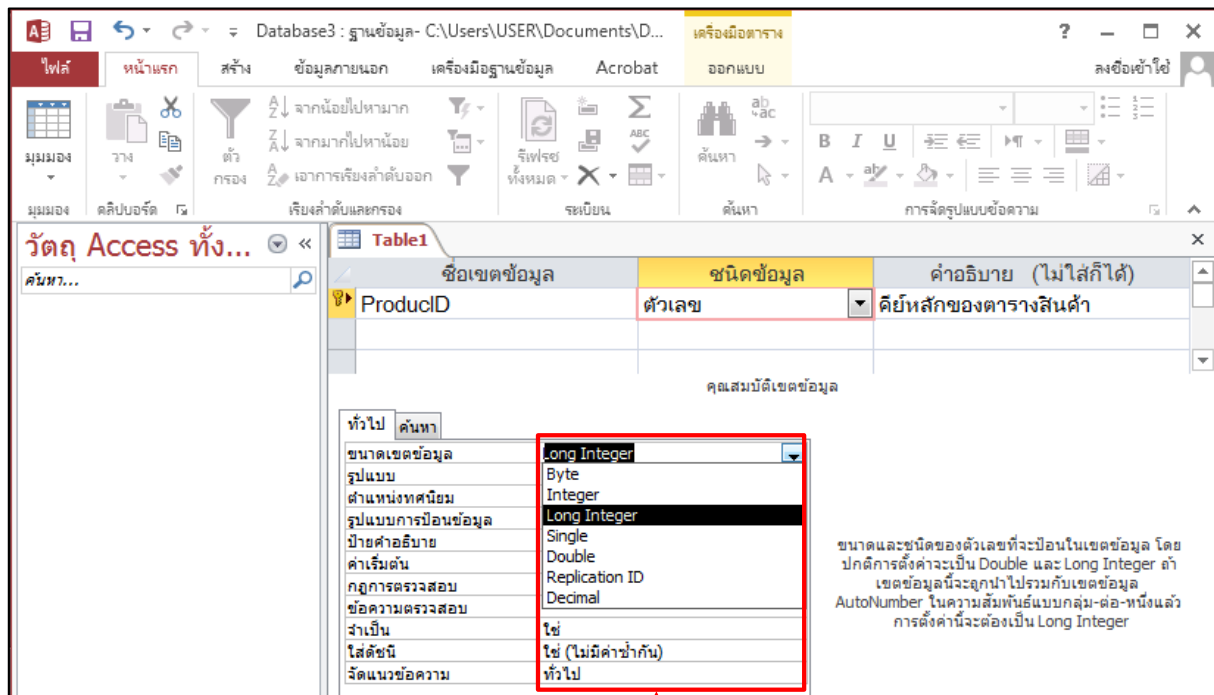 Database3 : ฐานข้อมูล- C:\Users\USER\Documents\D...
เครื่องมือตาราง
?
ไฟล์ หน้าแรก สร้าง ข้อมูลภายนอก เครื่องมือฐานข้อมูล Acrobat ออกแบบ ลงชื่อเข้าใช้
มุมมอง
วาง
ตัวกรอง
จากน้อยไปหามาก
จากมากไปหาน้อย
เอาการเรียงลำดับออก
รีเฟรชทั้งหมด
ค้นหา
B I U
A
มุมมอง คลิปบอร์ด เรียงลำดับและกรอง ระเบียน ค้นหา การจัดรูปแบบข้อความ
วัตถุ Access ทั้ง... «
ค้นหา...
Table1
ชื่อเขตข้อมูล ชนิดข้อมูล คำอธิบาย (ไม่ใส่ก็ได้)
ProducID ตัวเลข คีย์หลักของตารางสินค้า
คุณสมบัติเขตข้อมูล
ทั่วไป ค้นหา
ขนาดเขตข้อมูล Long Integer
รูปแบบ Byte
ตำแหน่งทศนิยม Integer
รูปแบบการป้อนข้อมูล Long Integer
ป้ายคำอธิบาย Single
ค่าเริ่มต้น Double
กฎการตรวจสอบ Replication ID
ข้อความตรวจสอบ Decimal
จำเป็น ใช่
ใส่ดัชนี ใช่ (ไม่มีค่าซ้ำกัน)
จัดแนวข้อความ ทั่วไป
ขนาดและชนิดของตัวเลขที่จะป้อนในเขตข้อมูล โดย
ปกติการตั้งค่าจะเป็น Double และ Long Integer ถ้า
เขตข้อมูลนี้จะถูกนำไปรวมกับเขตข้อมูล
AutoNumber ในความสัมพันธ์แบบกลุ่ม-ต่อ-หนึ่งแล้ว
การตั้งค่านี้จะต้องเป็น Long Integer